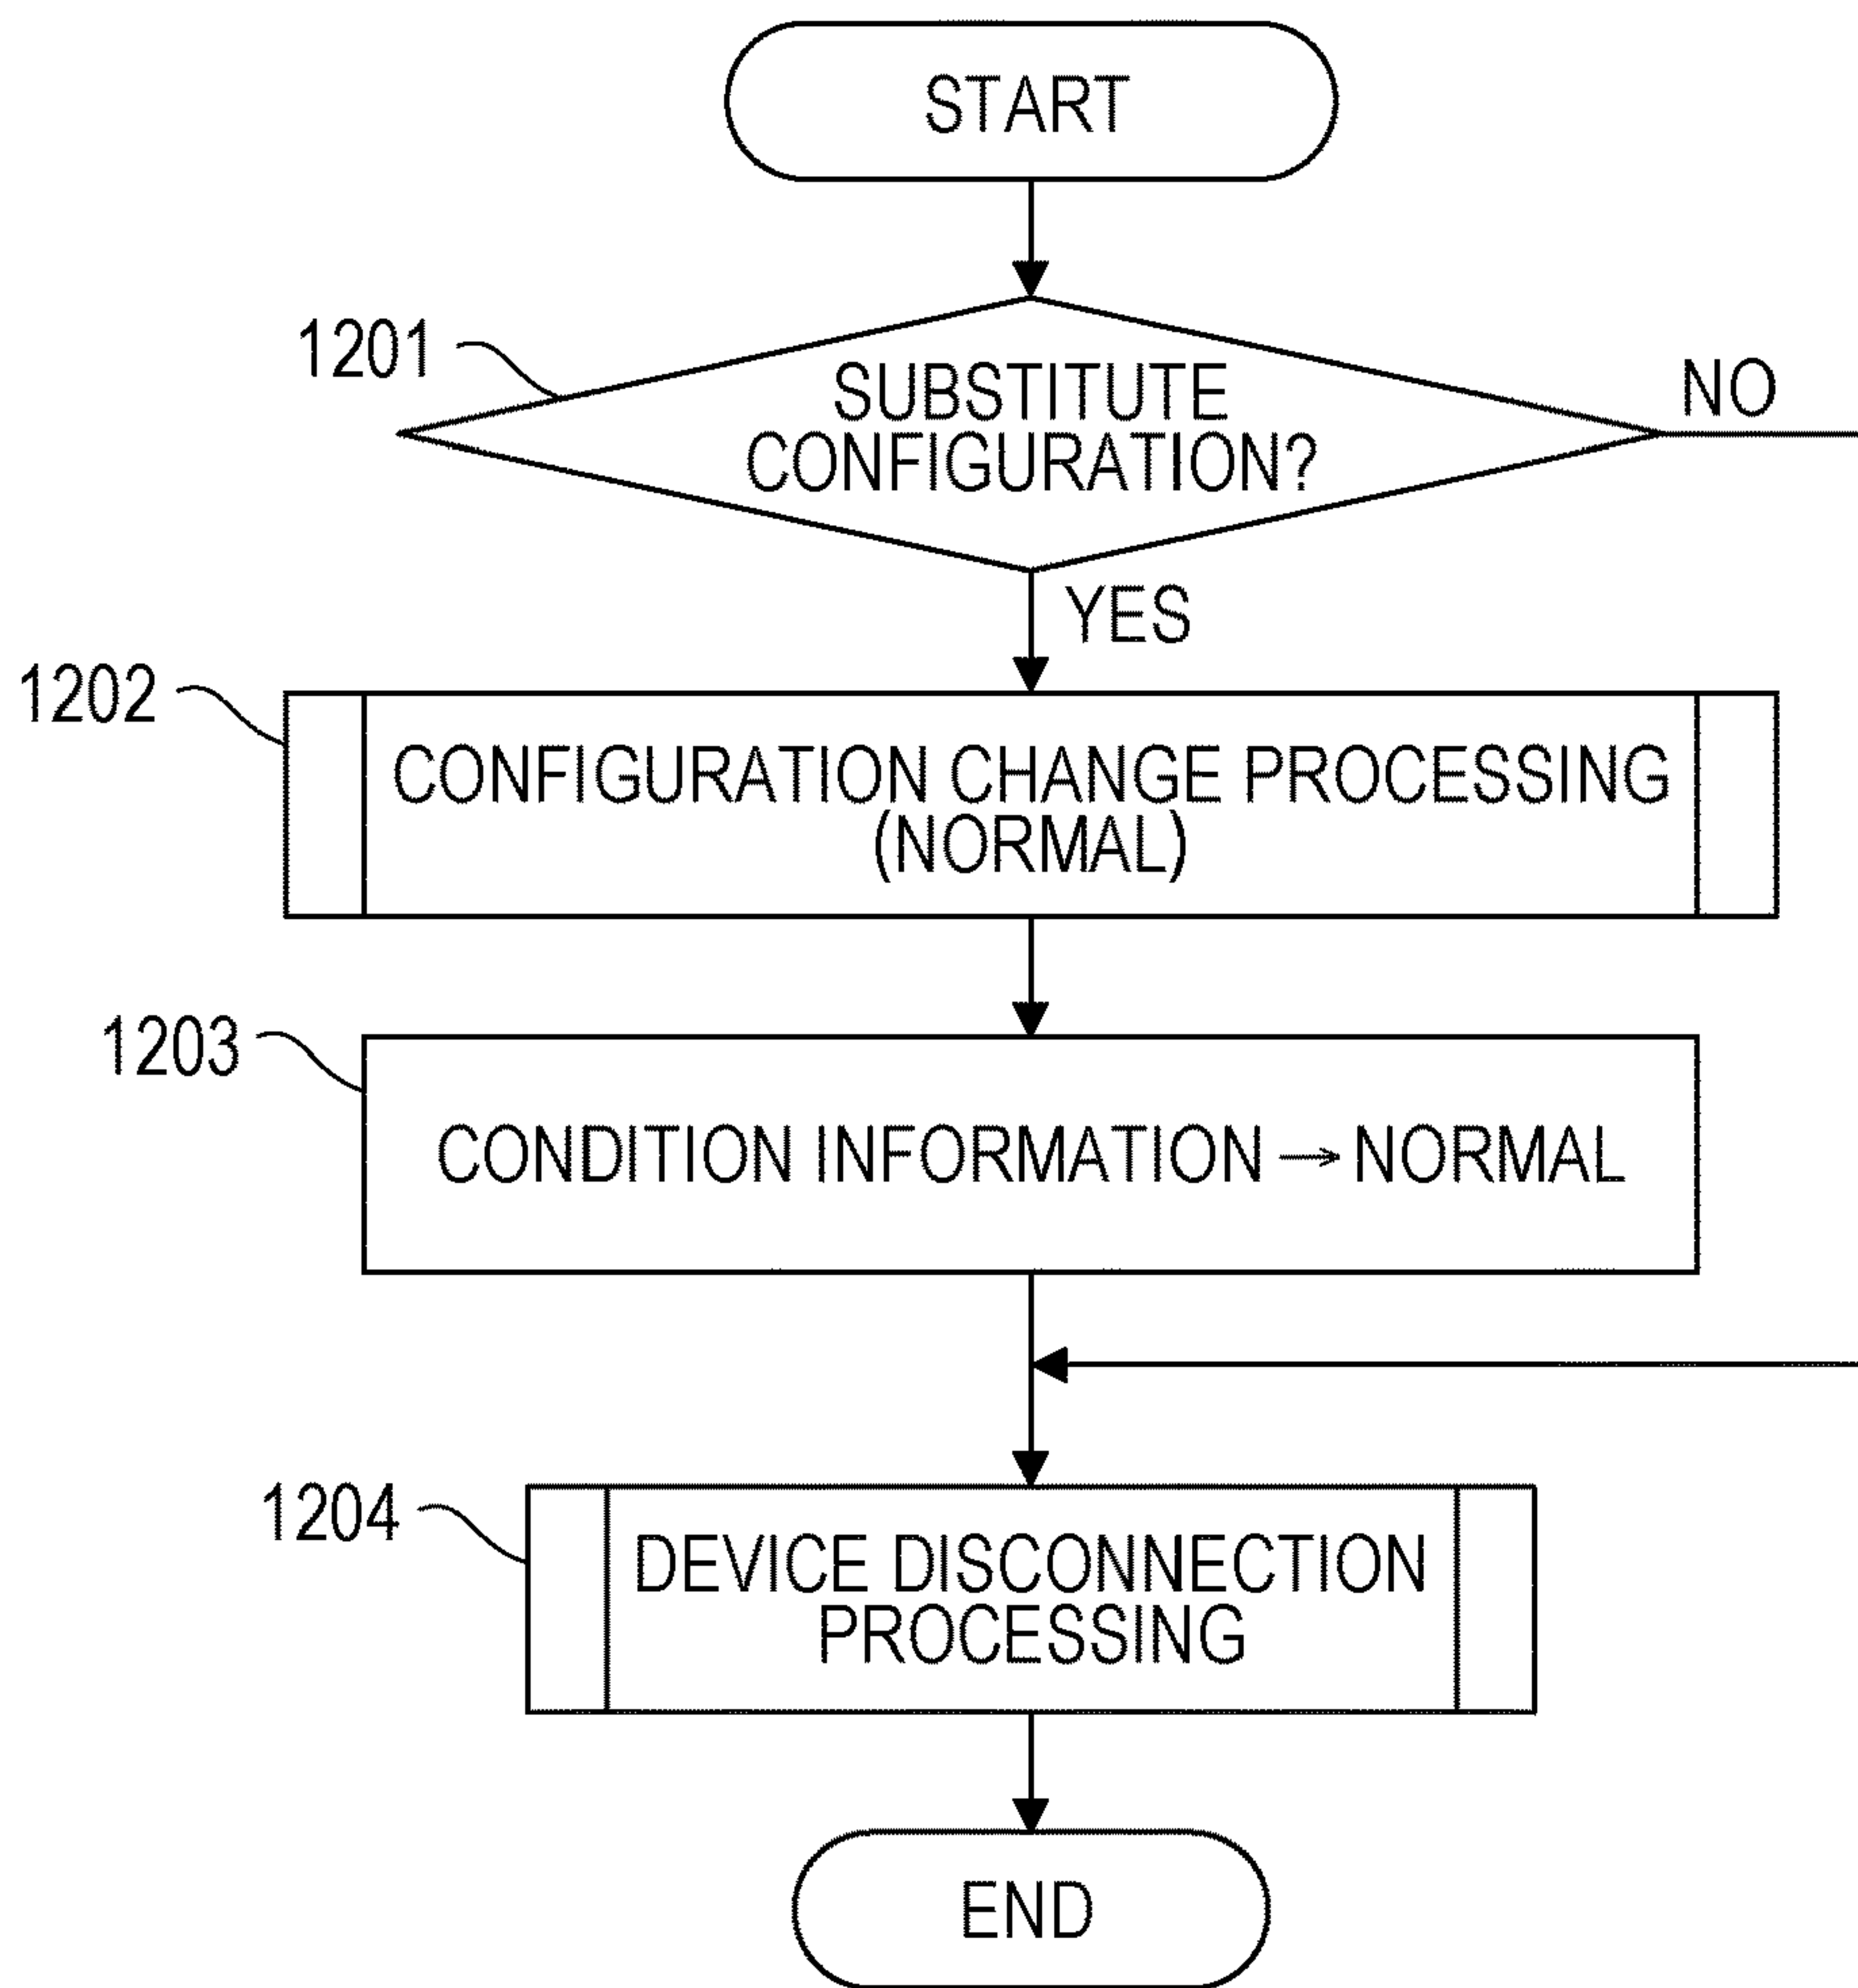 START
1201
SUBSTITUTE
CONFIGURATION?
NO
YES
1202
CONFIGURATION CHANGE PROCESSING
(NORMAL)
1203
CONDITION INFORMATION → NORMAL
1204
DEVICE DISCONNECTION
PROCESSING
END